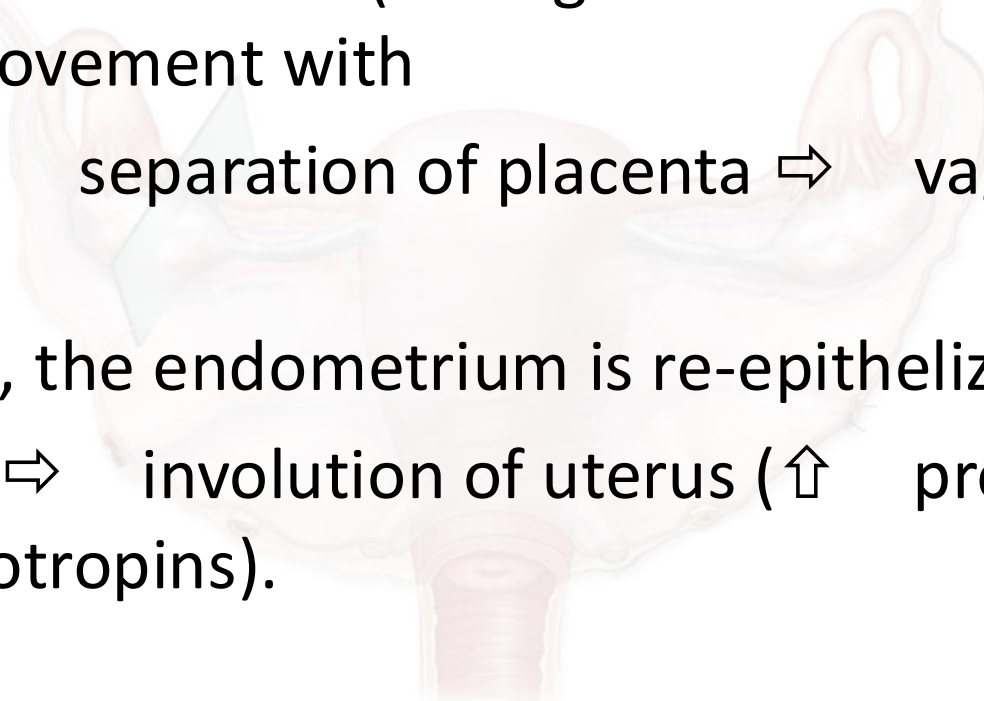 ovement with
separation of placenta ⇨ va
, the endometrium is re-epitheliz
⇨ involution of uterus (⇧ pr
otropins).